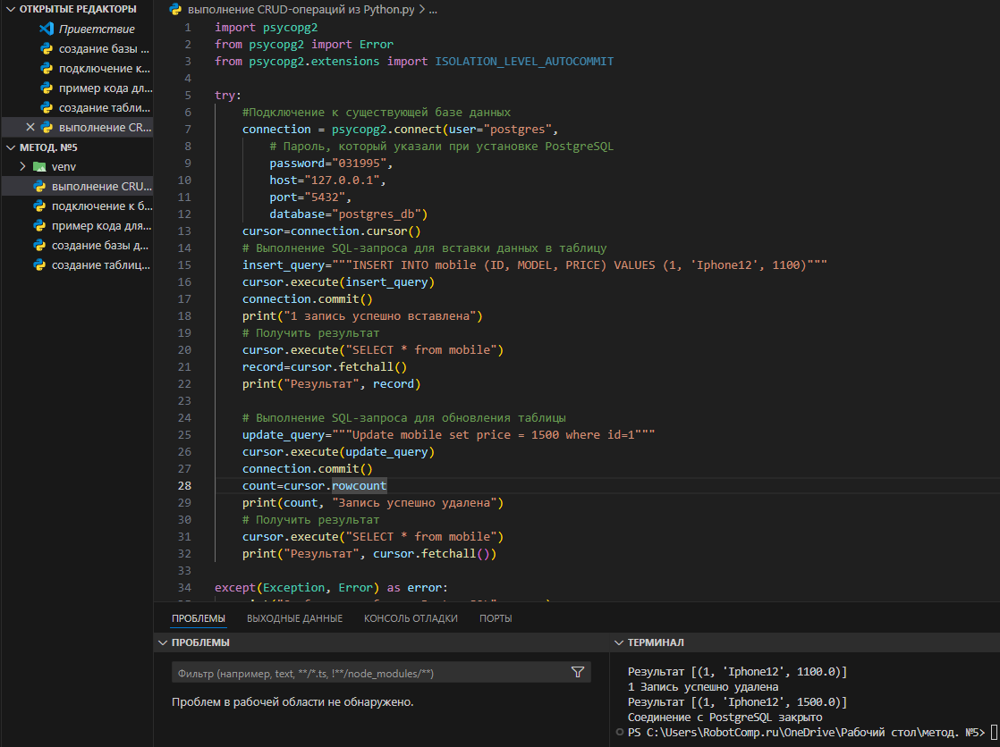 ОТКРЫТЫЕ РЕДАКТОРЫ
Приветствие
создание базы ...
подключение к...
пример кода дл...
создание табли...
выполнение CR...
МЕТОД. №5
venv
выполнение CRU...
подключение к б...
пример кода для...
создание базы д...
создание таблиц...
выполнение CRUD-операций из Python.py > ...
1 import psycopg2
2 from psycopg2 import Error
3 from psycopg2.extensions import ISOLATION_LEVEL_AUTOCOMMIT
4
5 try:
6 #Подключение к существующей базе данных
7 connection = psycopg2.connect(user="postgres",
8 # Пароль, который указали при установке PostgreSQL
9 password="031995",
10 host="127.0.0.1",
11 port="5432",
12 database="postgres_db")
13 cursor=connection.cursor()
14 # Выполнение SQL-запроса для вставки данных в таблицу
15 insert_query="""INSERT INTO mobile (ID, MODEL, PRICE) VALUES (1, 'Iphone12', 1100)"""
16 cursor.execute(insert_query)
17 connection.commit()
18 print("1 запись успешно вставлена")
19 # Получить результат
20 cursor.execute("SELECT * from mobile")
21 record=cursor.fetchall()
22 print("Результат", record)
23
24 # Выполнение SQL-запроса для обновления таблицы
25 update_query="""Update mobile set price = 1500 where id=1"""
26 cursor.execute(update_query)
27 connection.commit()
28 count=cursor.rowcount
29 print(count, "Запись успешно удалена")
30 # Получить результат
31 cursor.execute("SELECT * from mobile")
32 print("Результат", cursor.fetchall())
33
34 except(Exception, Error) as error:
ПРОБЛЕМЫ ВЫХОДНЫЕ ДАННЫЕ КОНСОЛЬ ОТЛАДКИ ПОРТЫ
ПРОБЛЕМЫ
Фильтр (например, text, **/*.ts, !**/node_modules/**)
Проблем в рабочей области не обнаружено.
ТЕРМИНАЛ
Результат [(1, 'Iphone12', 1100.0)]
1 Запись успешно удалена
Результат [(1, 'Iphone12', 1500.0)]
Соединение с PostgreSQL закрыто
PS C:\Users\RobotComp.ru\OneDrive\Рабочий стол\метод. №5>